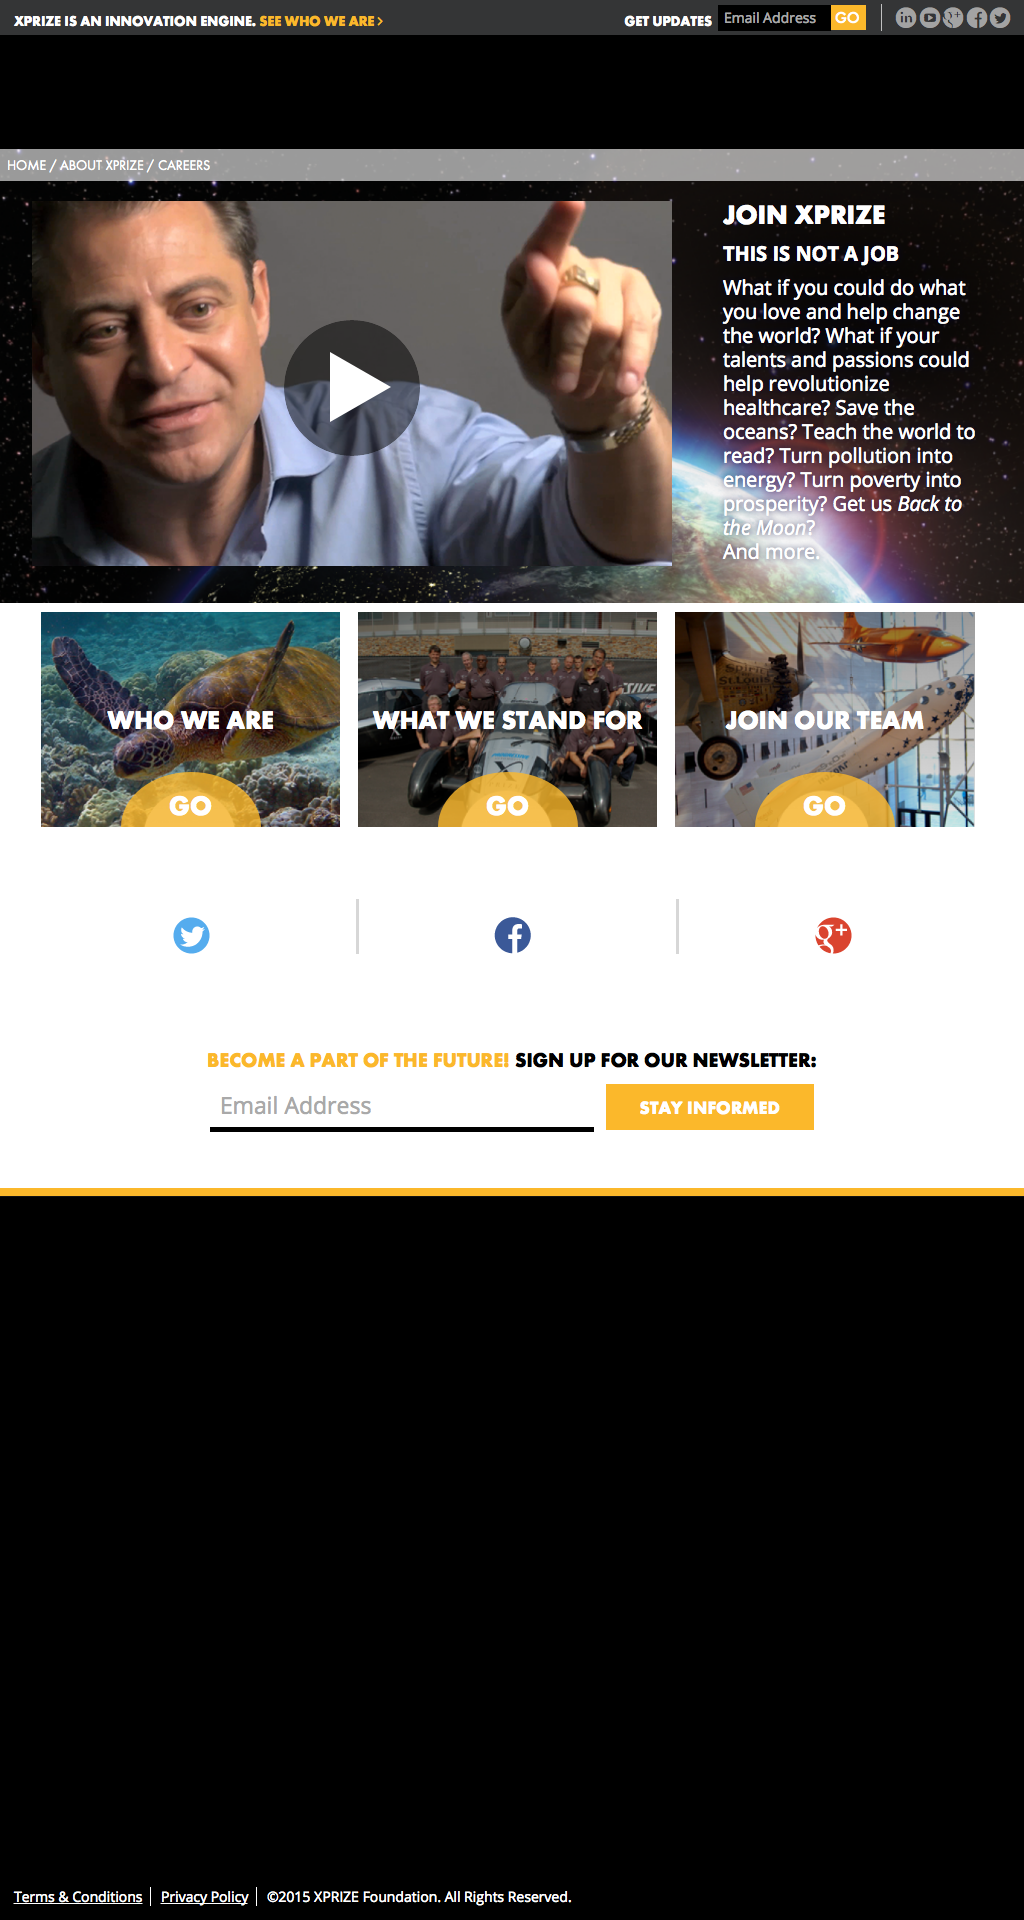 XPRIZE IS AN INNOVATION ENGINE. SEE WHO WE ARE >
GET UPDATES Email Address GO
HOME / ABOUT XPRIZE / CAREERS
JOIN XPRIZE
THIS IS NOT A JOB
What if you could do what
you love and help change
the world? What if your
talents and passions could
help revolutionize
healthcare? Save the
oceans? Teach the world to
read? Turn pollution into
energy? Turn poverty into
prosperity? Get us Back to
the Moon?
And more.
WHO WE ARE
GO
WHAT WE STAND FOR
GO
Spirit
St. Louis
JOIN OUR TEAM
GO
BECOME A PART OF THE FUTURE! SIGN UP FOR OUR NEWSLETTER:
Email Address
STAY INFORMED
Terms & Conditions | Privacy Policy | ©2015 XPRIZE Foundation. All Rights Reserved.